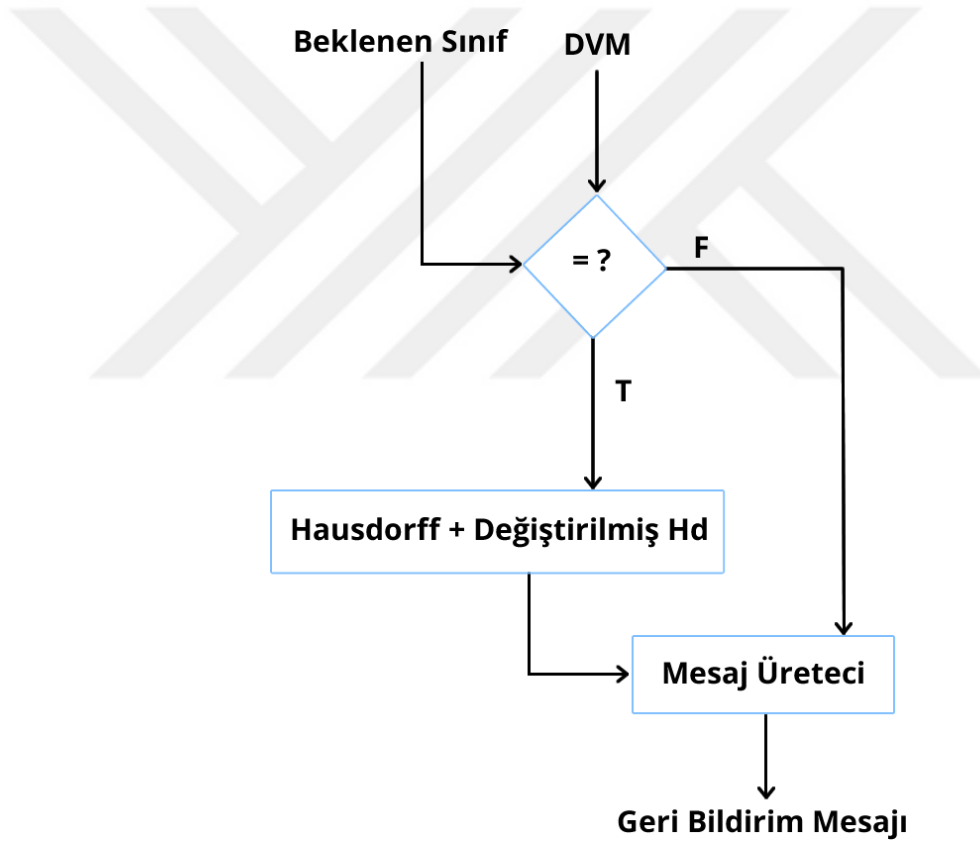 Beklenen Sınıf
DVM
= ?
F
T
Hausdorff + Değiştirilmiş Hd
Mesaj Üreteci
Geri Bildirim Mesajı